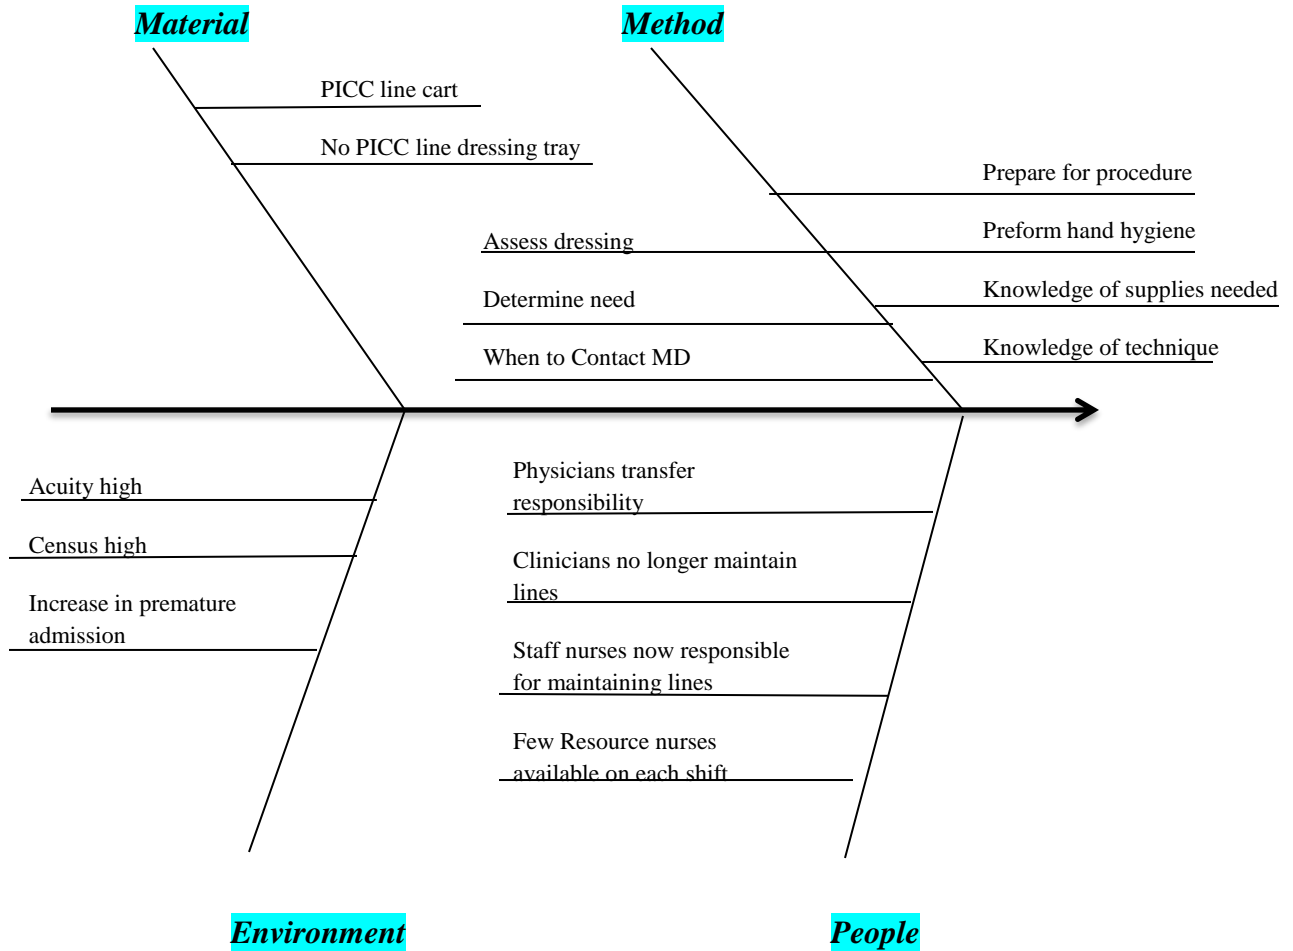 Material
Method
PICC line cart
No PICC line dressing tray
Prepare for procedure
Preform hand hygiene
Knowledge of supplies needed
Knowledge of technique
Assess dressing
Determine need
When to Contact MD
Acuity high
Census high
Increase in premature
admission
Physicians transfer
responsibility
Clinicians no longer maintain
lines
Staff nurses now responsible
for maintaining lines
Few Resource nurses
available on each shift
Environment
People